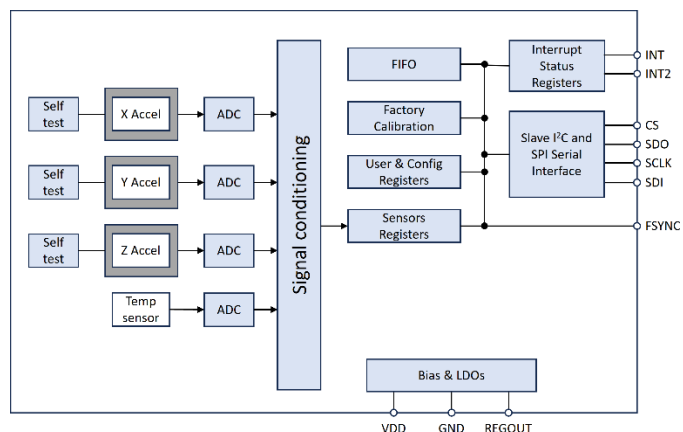 Self
test
X Accel
ADC
Self
test
Y Accel
ADC
Self
test
Z Accel
ADC
Temp
sensor
ADC
Signal conditioning
FIFO
Factory
Calibration
User & Config
Registers
Sensors
Registers
Interrupt
Status
Registers
Slave I²C and
SPI Serial
Interface
INT
INT2
CS
SDO
SCLK
SDI
FSYNC
Bias & LDOs
VDD
GND
REGOUT